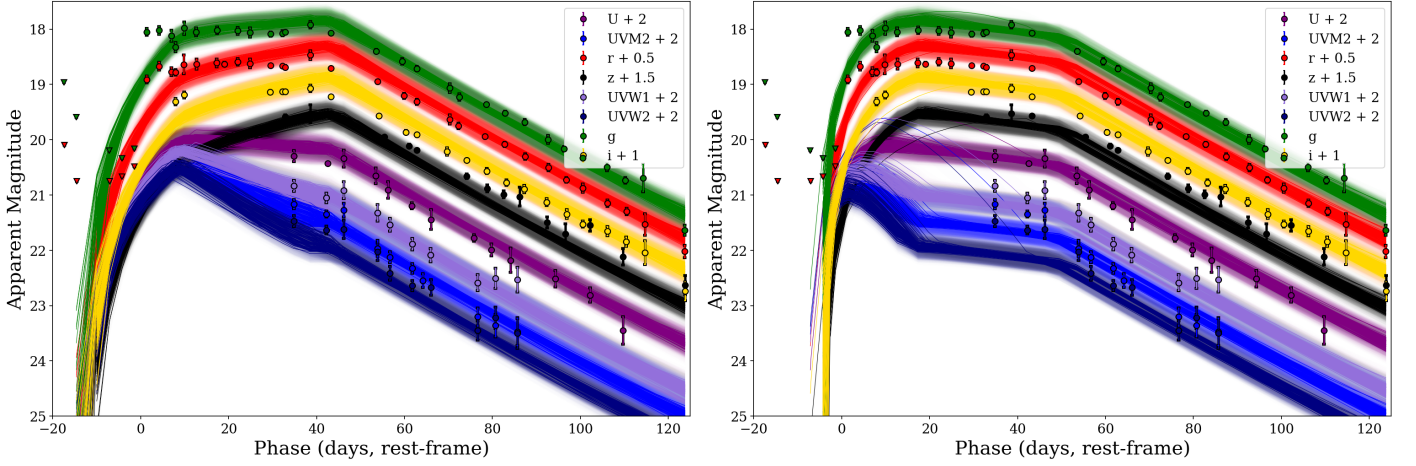 18
19
20
21
22
23
24
25
Apparent Magnitude
−20
0
20
40
60
80
100
120
Phase (days, rest-frame)
U + 2
UVM2 + 2
r + 0.5
z + 1.5
UVW1 + 2
UVW2 + 2
g
i + 1
18
19
20
21
22
23
24
25
Apparent Magnitude
−20
0
20
40
60
80
100
120
Phase (days, rest-frame)
U + 2
UVM2 + 2
r + 0.5
z + 1.5
UVW1 + 2
UVW2 + 2
g
i + 1